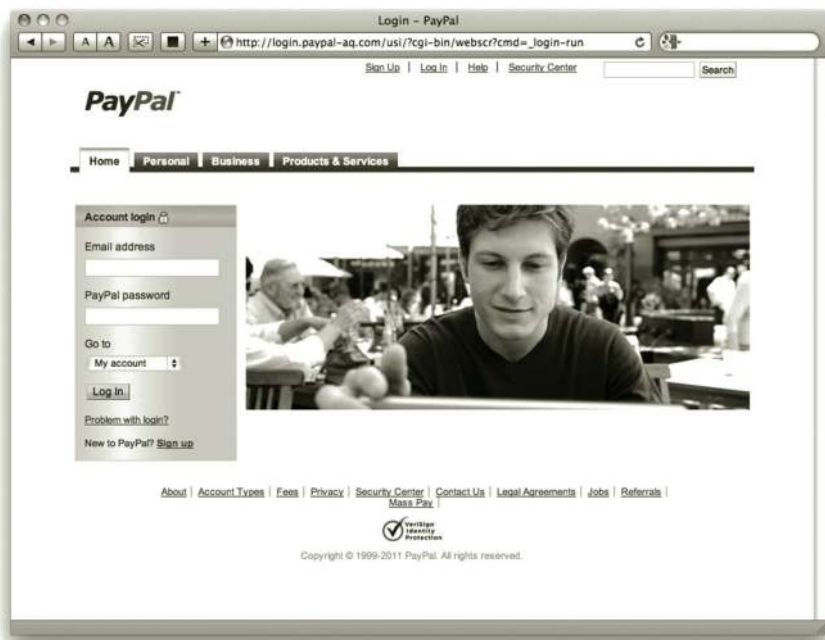 Login – PayPal
A A + http://login.paypal-aq.com/usi/?cgi-bin/webscr?cmd=_login-run
Sign Up | Log In | Help | Security Center Search
PayPal
Home Personal Business Products & Services
Account login
Email address
PayPal password
Go to
My account
Log In
Problem with login?
New to PayPal? Sign up
About | Account Types | Fees | Privacy | Security Center | Contact Us | Legal Agreements | Jobs | Referrals |
Mass Pay |
VeriSign
Identity
Protection
Copyright © 1999-2011 PayPal. All rights reserved.